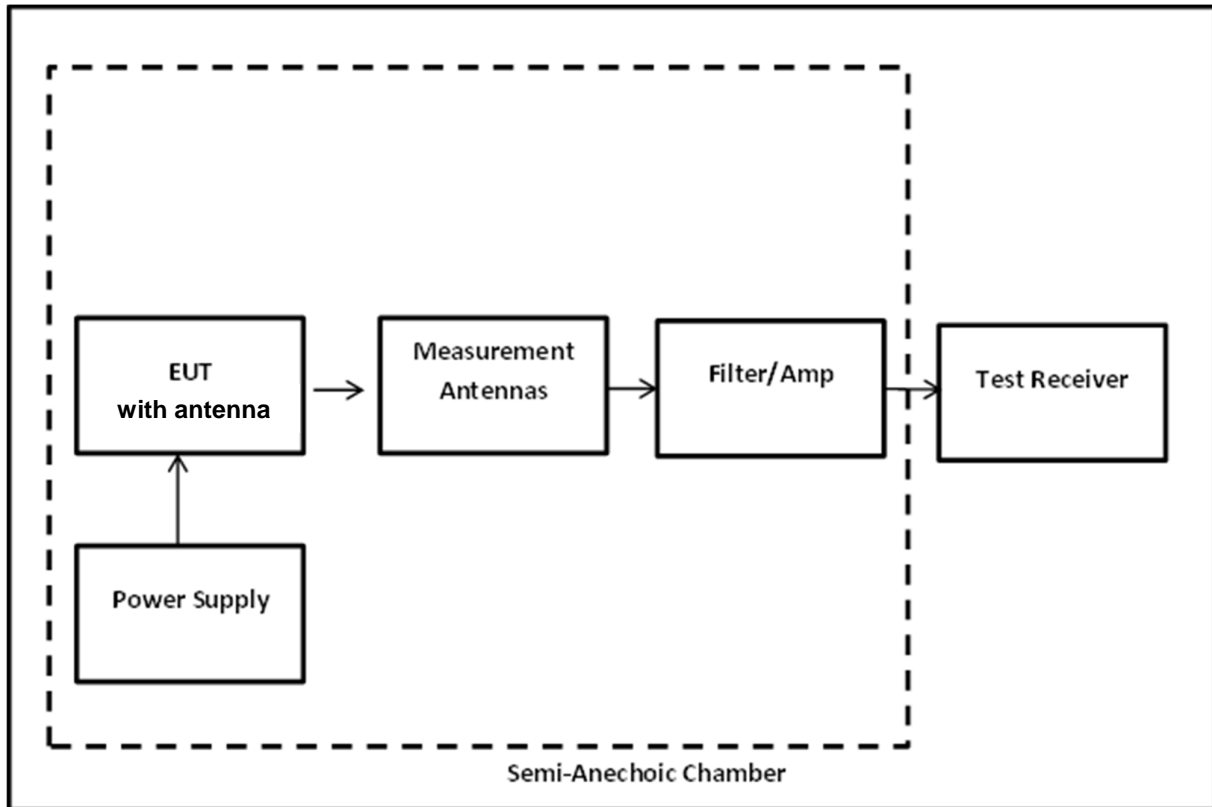 EUT
with antenna
Measurement
Antennas
Filter/Amp
Test Receiver
Power Supply
Semi-Anechoic Chamber